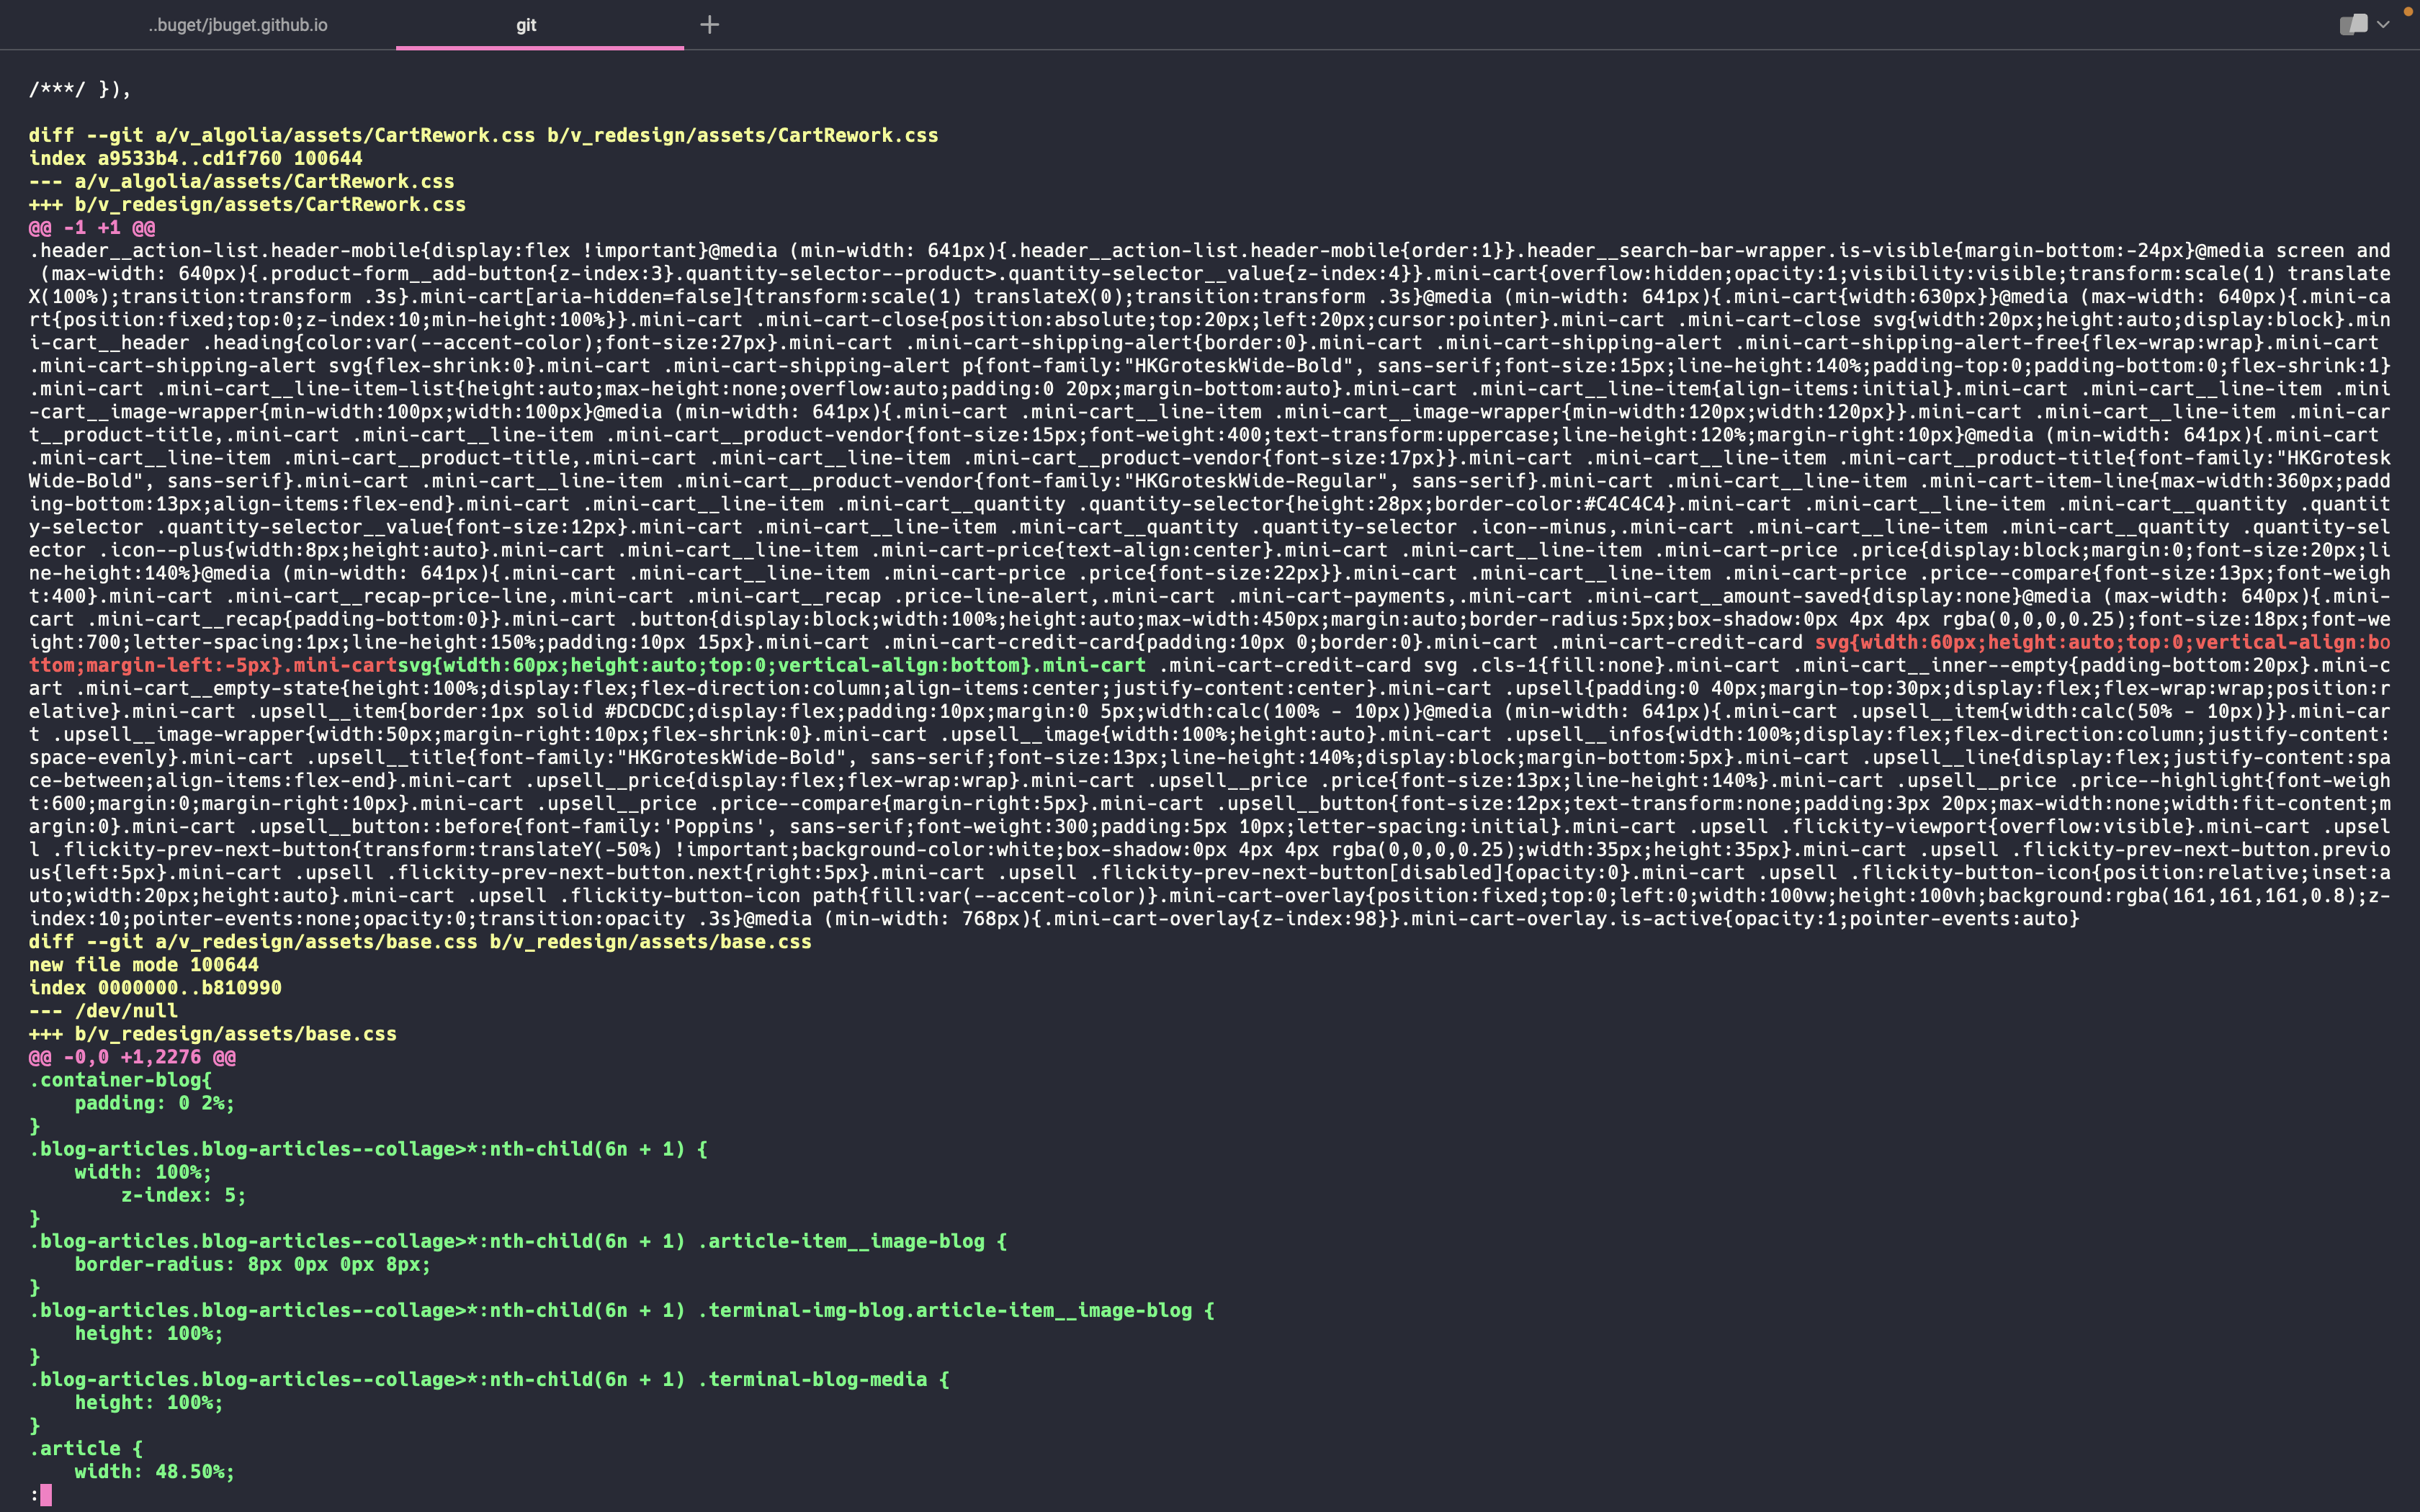 ..buget/jbuget.github.io
git
/***/ }),
diff --git a/v_algolia/assets/CartRework.css b/v_redesign/assets/CartRework.css
index a9533b4..cd1f760 100644
--- a/v_algolia/assets/CartRework.css
+++ b/v_redesign/assets/CartRework.css
@@ -1 +1 @@
.header__action-list.header-mobile{display:flex !important}@media (min-width: 641px){.header__action-list.header-mobile{order:1}}.header__search-bar-wrapper.is-visible{margin-bottom:-24px}@media screen and
 (max-width: 640px){.product-form__add-button{z-index:3}.quantity-selector--product>.quantity-selector__value{z-index:4}}.mini-cart{overflow:hidden;opacity:1;visibility:visible;transform:scale(1) translate
X(100%);transition:transform .3s}.mini-cart[aria-hidden=false]{transform:scale(1) translateX(0);transition:transform .3s}@media (min-width: 641px){.mini-cart{width:630px}}@media (max-width: 640px){.mini-ca
rt{position:fixed;top:0;z-index:10;min-height:100%}}.mini-cart .mini-cart-close{position:absolute;top:20px;left:20px;cursor:pointer}.mini-cart .mini-cart-close svg{width:20px;height:auto;display:block}.min
i-cart__header .heading{color:var(--accent-color);font-size:27px}.mini-cart .mini-cart-shipping-alert{border:0}.mini-cart .mini-cart-shipping-alert .mini-cart-shipping-alert-free{flex-wrap:wrap}.mini-cart
.mini-cart-shipping-alert svg{flex-shrink:0}.mini-cart .mini-cart-shipping-alert p{font-family:"HKGroteskWide-Bold", sans-serif;font-size:15px;line-height:140%;padding-top:0;padding-bottom:0;flex-shrink:1}
.mini-cart .mini-cart__line-item-list{height:auto;max-height:none;overflow:auto;padding:0 20px;margin-bottom:auto}.mini-cart .mini-cart__line-item{align-items:initial}.mini-cart .mini-cart__line-item .mini
-cart__image-wrapper{min-width:100px;width:100px}@media (min-width: 641px){.mini-cart .mini-cart__line-item .mini-cart__image-wrapper{min-width:120px;width:120px}}.mini-cart .mini-cart__line-item .mini-car
t__product-title,.mini-cart .mini-cart__line-item .mini-cart__product-vendor{font-size:15px;font-weight:400;text-transform:uppercase;line-height:120%;margin-right:10px}@media (min-width: 641px){.mini-cart
.mini-cart__line-item .mini-cart__product-title,.mini-cart .mini-cart__line-item .mini-cart__product-vendor{font-size:17px}}.mini-cart .mini-cart__line-item .mini-cart__product-title{font-family:"HKGrotesk
Wide-Bold", sans-serif}.mini-cart .mini-cart__line-item .mini-cart__product-vendor{font-family:"HKGroteskWide-Regular", sans-serif}.mini-cart .mini-cart__line-item .mini-cart-item-line{max-width:360px;padd
ing-bottom:13px;align-items:flex-end}.mini-cart .mini-cart__line-item .mini-cart__quantity .quantity-selector{height:28px;border-color:#C4C4C4}.mini-cart .mini-cart__line-item .mini-cart__quantity .quantit
y-selector .quantity-selector__value{font-size:12px}.mini-cart .mini-cart__line-item .mini-cart__quantity .quantity-selector .icon--minus,.mini-cart .mini-cart__line-item .mini-cart__quantity .quantity-sel
ector .icon--plus{width:8px;height:auto}.mini-cart .mini-cart__line-item .mini-cart-price{text-align:center}.mini-cart .mini-cart__line-item .mini-cart-price .price{display:block;margin:0;font-size:20px;li
ne-height:140%}@media (min-width: 641px){.mini-cart .mini-cart__line-item .mini-cart-price .price{font-size:22px}}.mini-cart .mini-cart__line-item .mini-cart-price .price--compare{font-size:13px;font-weigh
t:400}.mini-cart .mini-cart__recap-price-line,.mini-cart .mini-cart__recap .price-line-alert,.mini-cart .mini-cart-payments,.mini-cart .mini-cart__amount-saved{display:none}@media (max-width: 640px){.mini-
cart .mini-cart__recap{padding-bottom:0}}.mini-cart .button{display:block;width:100%;height:auto;max-width:450px;margin:auto;border-radius:5px;box-shadow:0px 4px 4px rgba(0,0,0,0.25);font-size:18px;font-we
ight:700;letter-spacing:1px;line-height:150%;padding:10px 15px}.mini-cart .mini-cart-credit-card{padding:10px 0;border:0}.mini-cart .mini-cart-credit-card svg{width:60px;height:auto;top:0;vertical-align:bo
ttom;margin-left:-5px}.mini-cartsvg{width:60px;height:auto;top:0;vertical-align:bottom}.mini-cart .mini-cart-credit-card svg .cls-1{fill:none}.mini-cart .mini-cart__inner--empty{padding-bottom:20px}.mini-c
art .mini-cart__empty-state{height:100%;display:flex;flex-direction:column;align-items:center;justify-content:center}.mini-cart .upsell{padding:0 40px;margin-top:30px;display:flex;flex-wrap:wrap;position:r
elative}.mini-cart .upsell__item{border:1px solid #DCDCDC;display:flex;padding:10px;margin:0 5px;width:calc(100% - 10px)}@media (min-width: 641px){.mini-cart .upsell__item{width:calc(50% - 10px)}}.mini-car
t .upsell__image-wrapper{width:50px;margin-right:10px;flex-shrink:0}.mini-cart .upsell__image{width:100%;height:auto}.mini-cart .upsell__infos{width:100%;display:flex;flex-direction:column;justify-content:
space-evenly}.mini-cart .upsell__title{font-family:"HKGroteskWide-Bold", sans-serif;font-size:13px;line-height:140%;display:block;margin-bottom:5px}.mini-cart .upsell__line{display:flex;justify-content:spa
ce-between;align-items:flex-end}.mini-cart .upsell__price{display:flex;flex-wrap:wrap}.mini-cart .upsell__price .price{font-size:13px;line-height:140%}.mini-cart .upsell__price .price--highlight{font-weigh
t:600;margin:0;margin-right:10px}.mini-cart .upsell__price .price--compare{margin-right:5px}.mini-cart .upsell__button{font-size:12px;text-transform:none;padding:3px 20px;max-width:none;width:fit-content;m
argin:0}.mini-cart .upsell__button::before{font-family:'Poppins', sans-serif;font-weight:300;padding:5px 10px;letter-spacing:initial}.mini-cart .upsell .flickity-viewport{overflow:visible}.mini-cart .upsel
l .flickity-prev-next-button{transform:translateY(-50%) !important;background-color:white;box-shadow:0px 4px 4px rgba(0,0,0,0.25);width:35px;height:35px}.mini-cart .upsell .flickity-prev-next-button.previo
us{left:5px}.mini-cart .upsell .flickity-prev-next-button.next{right:5px}.mini-cart .upsell .flickity-prev-next-button[disabled]{opacity:0}.mini-cart .upsell .flickity-button-icon{position:relative;inset:a
uto;width:20px;height:auto}.mini-cart .upsell .flickity-button-icon path{fill:var(--accent-color)}.mini-cart-overlay{position:fixed;top:0;left:0;width:100vw;height:100vh;background:rgba(161,161,161,0.8);z-
index:10;pointer-events:none;opacity:0;transition:opacity .3s}@media (min-width: 768px){.mini-cart-overlay{z-index:98}}.mini-cart-overlay.is-active{opacity:1;pointer-events:auto}
diff --git a/v_redesign/assets/base.css b/v_redesign/assets/base.css
new file mode 100644
index 0000000..b810990
--- /dev/null
+++ b/v_redesign/assets/base.css
@@ -0,0 +1,2276 @@
.container-blog{
    padding: 0 2%;
}
.blog-articles.blog-articles--collage>*:nth-child(6n + 1) {
    width: 100%;
        z-index: 5;
}
.blog-articles.blog-articles--collage>*:nth-child(6n + 1) .article-item__image-blog {
    border-radius: 8px 0px 0px 8px;
}
.blog-articles.blog-articles--collage>*:nth-child(6n + 1) .terminal-img-blog.article-item__image-blog {
    height: 100%;
}
.blog-articles.blog-articles--collage>*:nth-child(6n + 1) .terminal-blog-media {
    height: 100%;
}
.article {
    width: 48.50%;
: